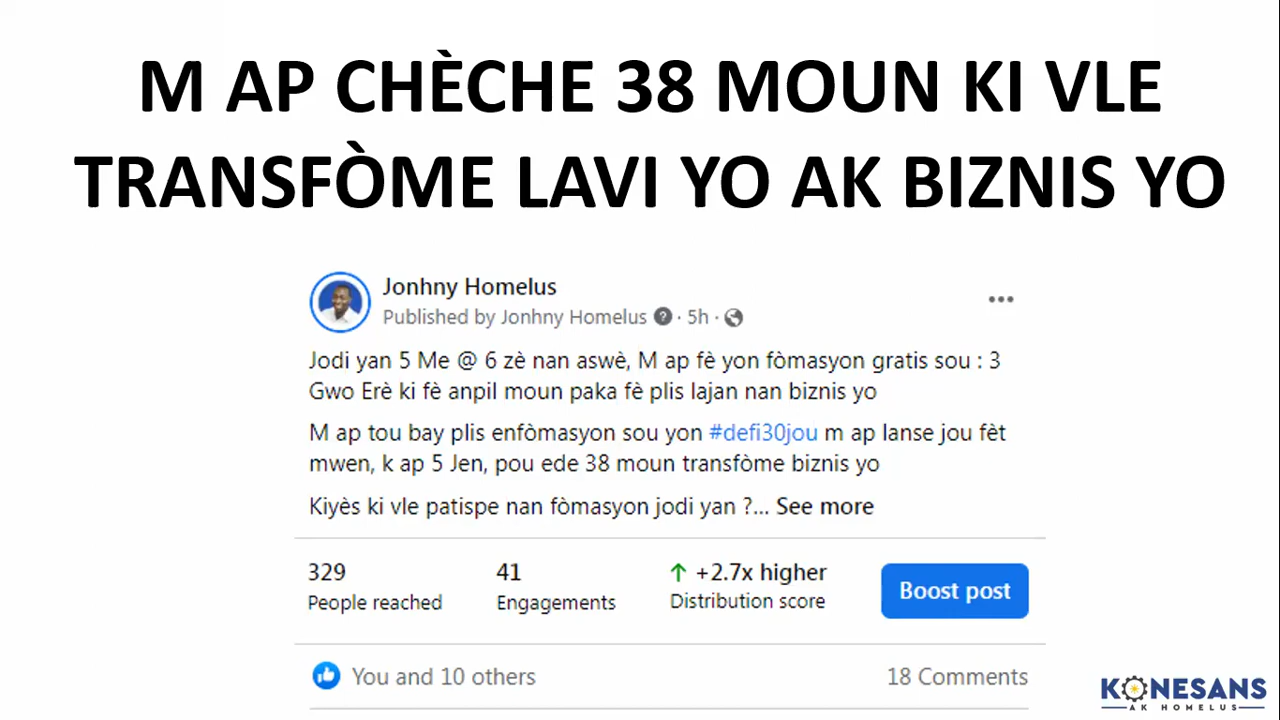 M AP CHÈCHE 38 MOUN KI VLE
TRANSFÒME LAVI YO AK BIZNIS YO
Jonhny Homelus
Published by Jonhny Homelus · 5h ·
Jodi yan 5 Me @ 6 zè nan aswè, M ap fè yon fòmasyon gratis sou : 3
Gwo Erè ki fè anpil moun paka fè plis lajan nan biznis yo
M ap tou bay plis enfòmasyon sou yon #defi30jou m ap lanse jou fèt
mwen, k ap 5 Jen, pou ede 38 moun transfòme biznis yo
Kiyès ki vle patispe nan fòmasyon jodi yan ?... See more
329
People reached
41
Engagements
+2.7x higher
Distribution score
Boost post
You and 10 others
18 Comments
KONESANS
AK HOMELUS